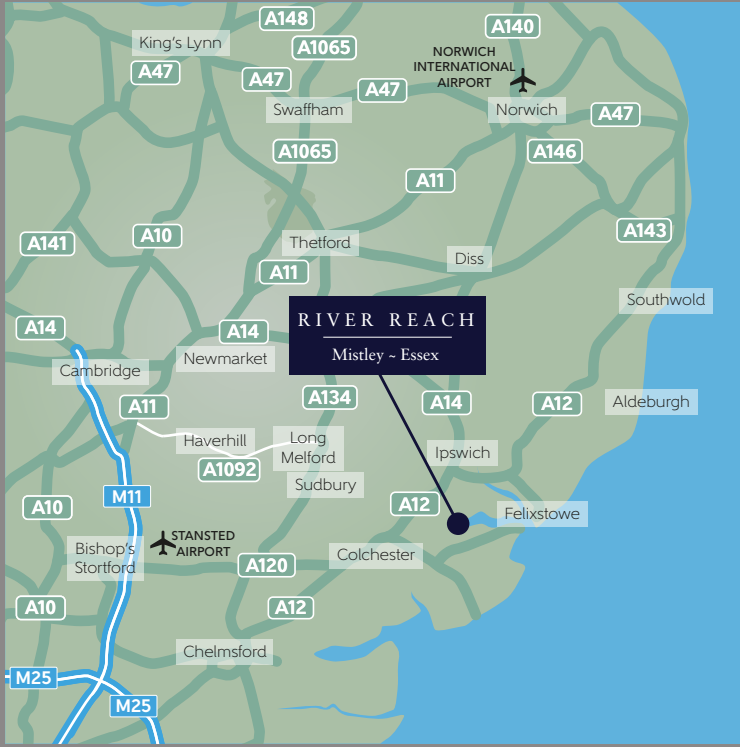 A148
A140
King's Lynn
A1065
NORWICH
INTERNATIONAL
AIRPORT
A47
A47
A47
Swaffham
Norwich
A47
A1065
A146
A11
A141
A10
Thetford
A143
Diss
A11
Southwold
RIVER REACH
Mistley ~ Essex
A14
A14
Newmarket
Cambridge
A134
A14
A12
Aldeburgh
A11
Haverhill
Long
Melford
A1092
Ipswich
Sudbury
M11
A10
A12
Felixstowe
STANSTED
AIRPORT
Bishop's
Stortford
Colchester
A120
A10
A12
Chelmsford
M25
M25